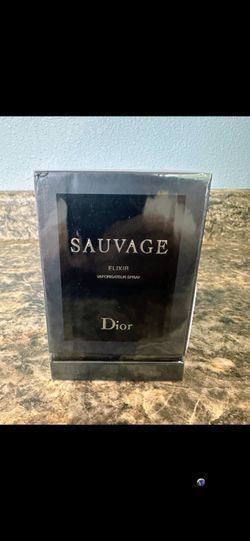 SAUVAGE
ELIXIR
VAPORISATEUR SPRAY
Dior